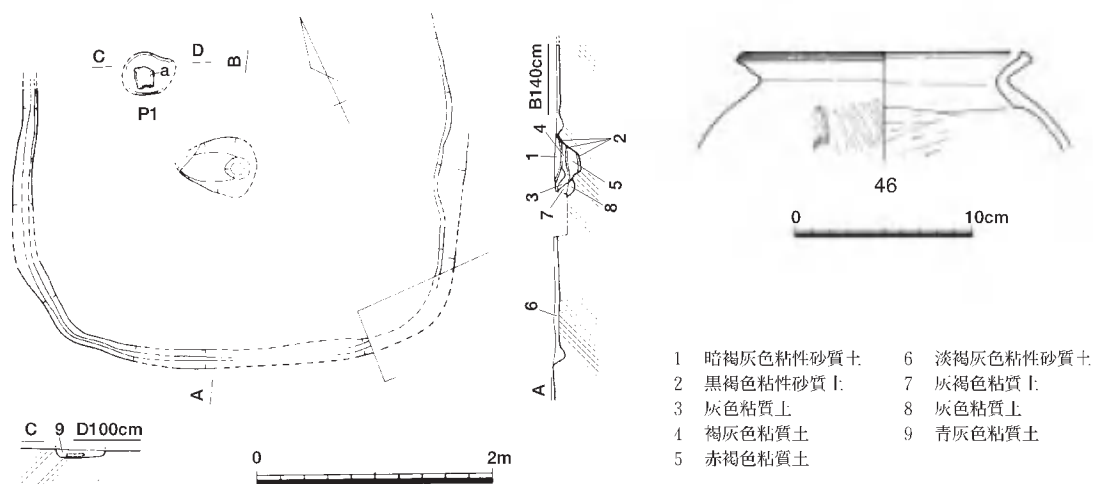 C
D
B
a
P1
A
C 9 D100cm
0 2m
B140cm
4
2
1
5
3
8
7
6
A
46
0 10cm
1 暗褐灰色粘性砂質土
2 黒褐色粘性砂質土
3 灰色粘質土
4 褐灰色粘質土
5 赤褐色粘質土
6 淡褐灰色粘性砂質土
7 灰褐色粘質土
8 灰色粘質土
9 青灰色粘質土